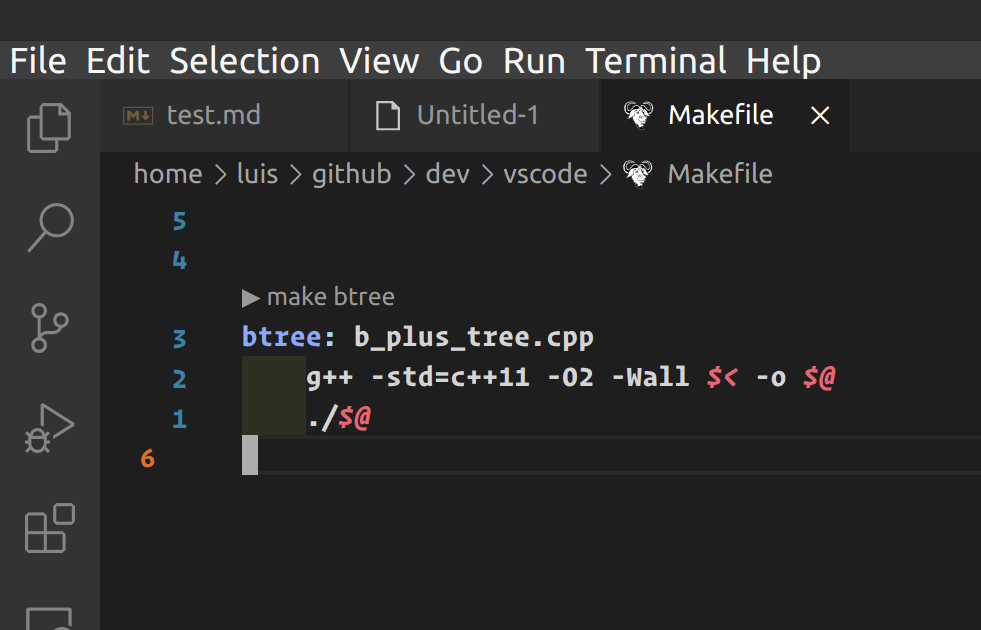 File Edit Selection View Go Run Terminal Help
M↓ test.md Untitled-1 Makefile ×
home > luis > github > dev > vscode > Makefile
5
4
▶ make btree
3 btree: b_plus_tree.cpp
2 g++ -std=c++11 -O2 -Wall $< -o $@
1 ./$@
6